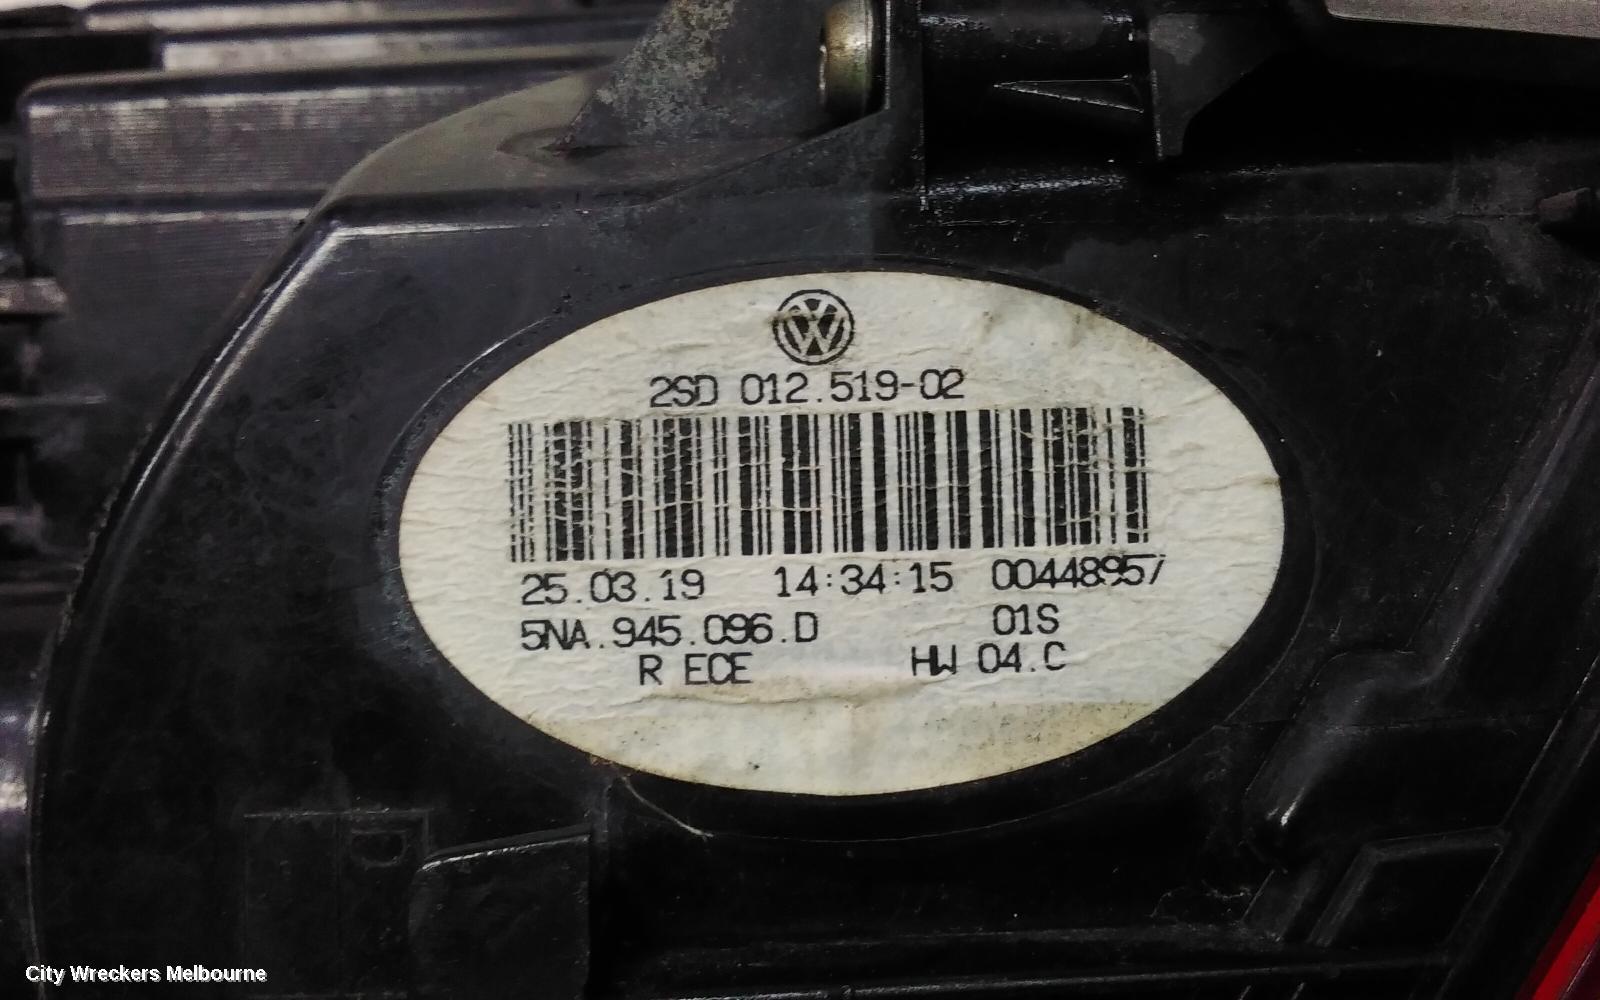 2SD 012.519-02
25.03.19 14:34:15 00448957
5NA.945.096.D 01S
R ECE HW 04.C
City Wreckers Melbourne